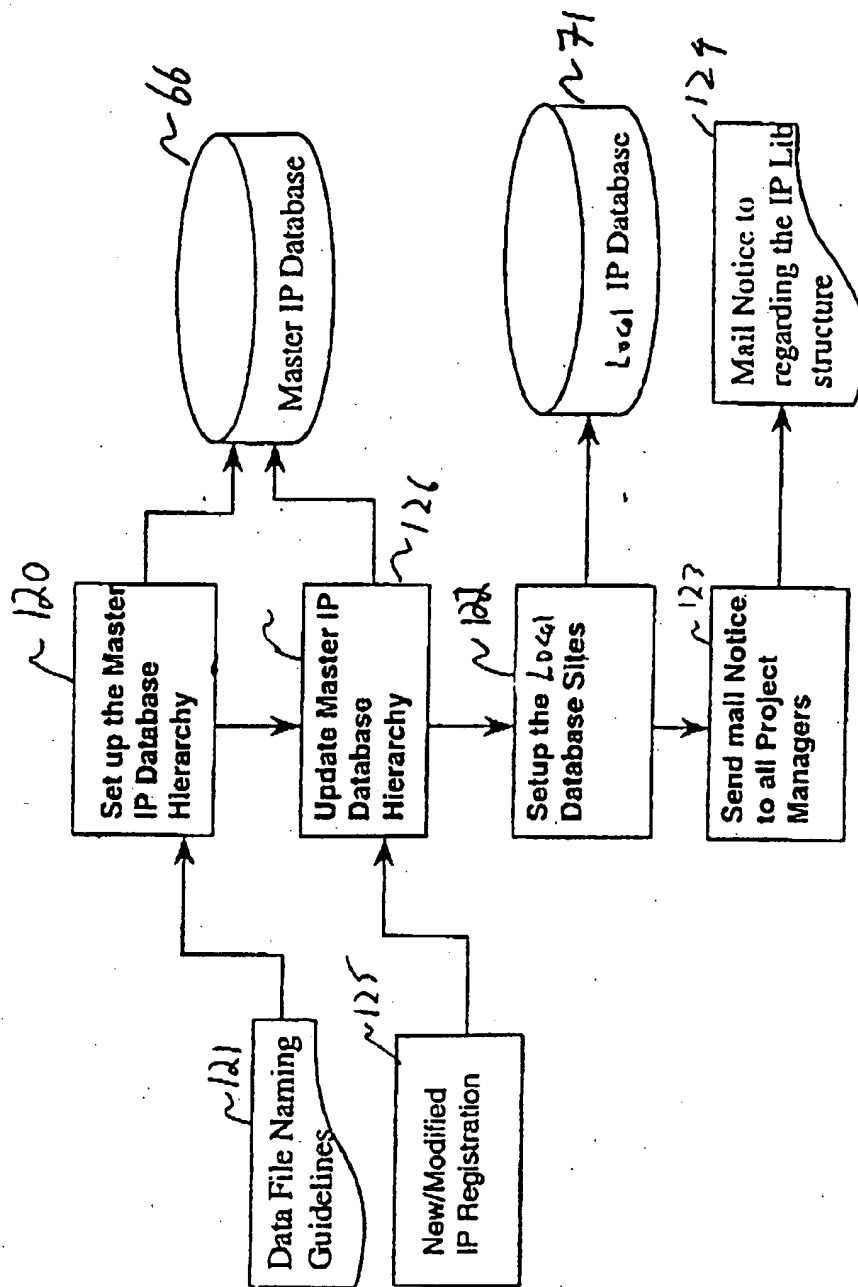 ~ 66
Master IP Database
~ 71
Local IP Database
124
Mail Notice to
regarding the IP Lib
structure
~ 120
Set up the Master
IP Database
Hierarchy
~ 126
Update Master IP
Database
Hierarchy
~ 122
Setup the Local
Database Sites
~ 123
Send mail Notice
to all Project
Managers
~ 121
Data File Naming
Guidelines
~ 125
New/Modified
IP Registration